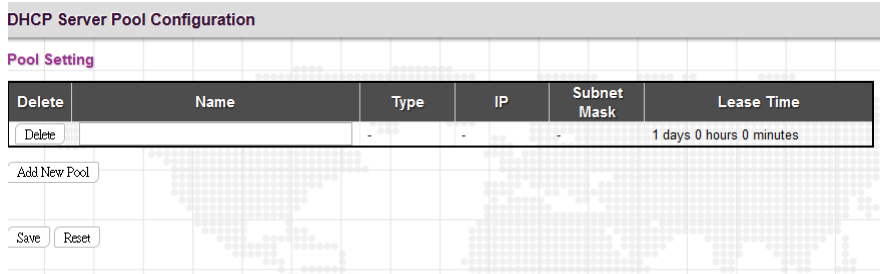 DHCP Server Pool Configuration
Pool Setting
Delete Name Type IP Subnet Mask Lease Time
Delete - - - 1 days 0 hours 0 minutes
Add New Pool
Save Reset